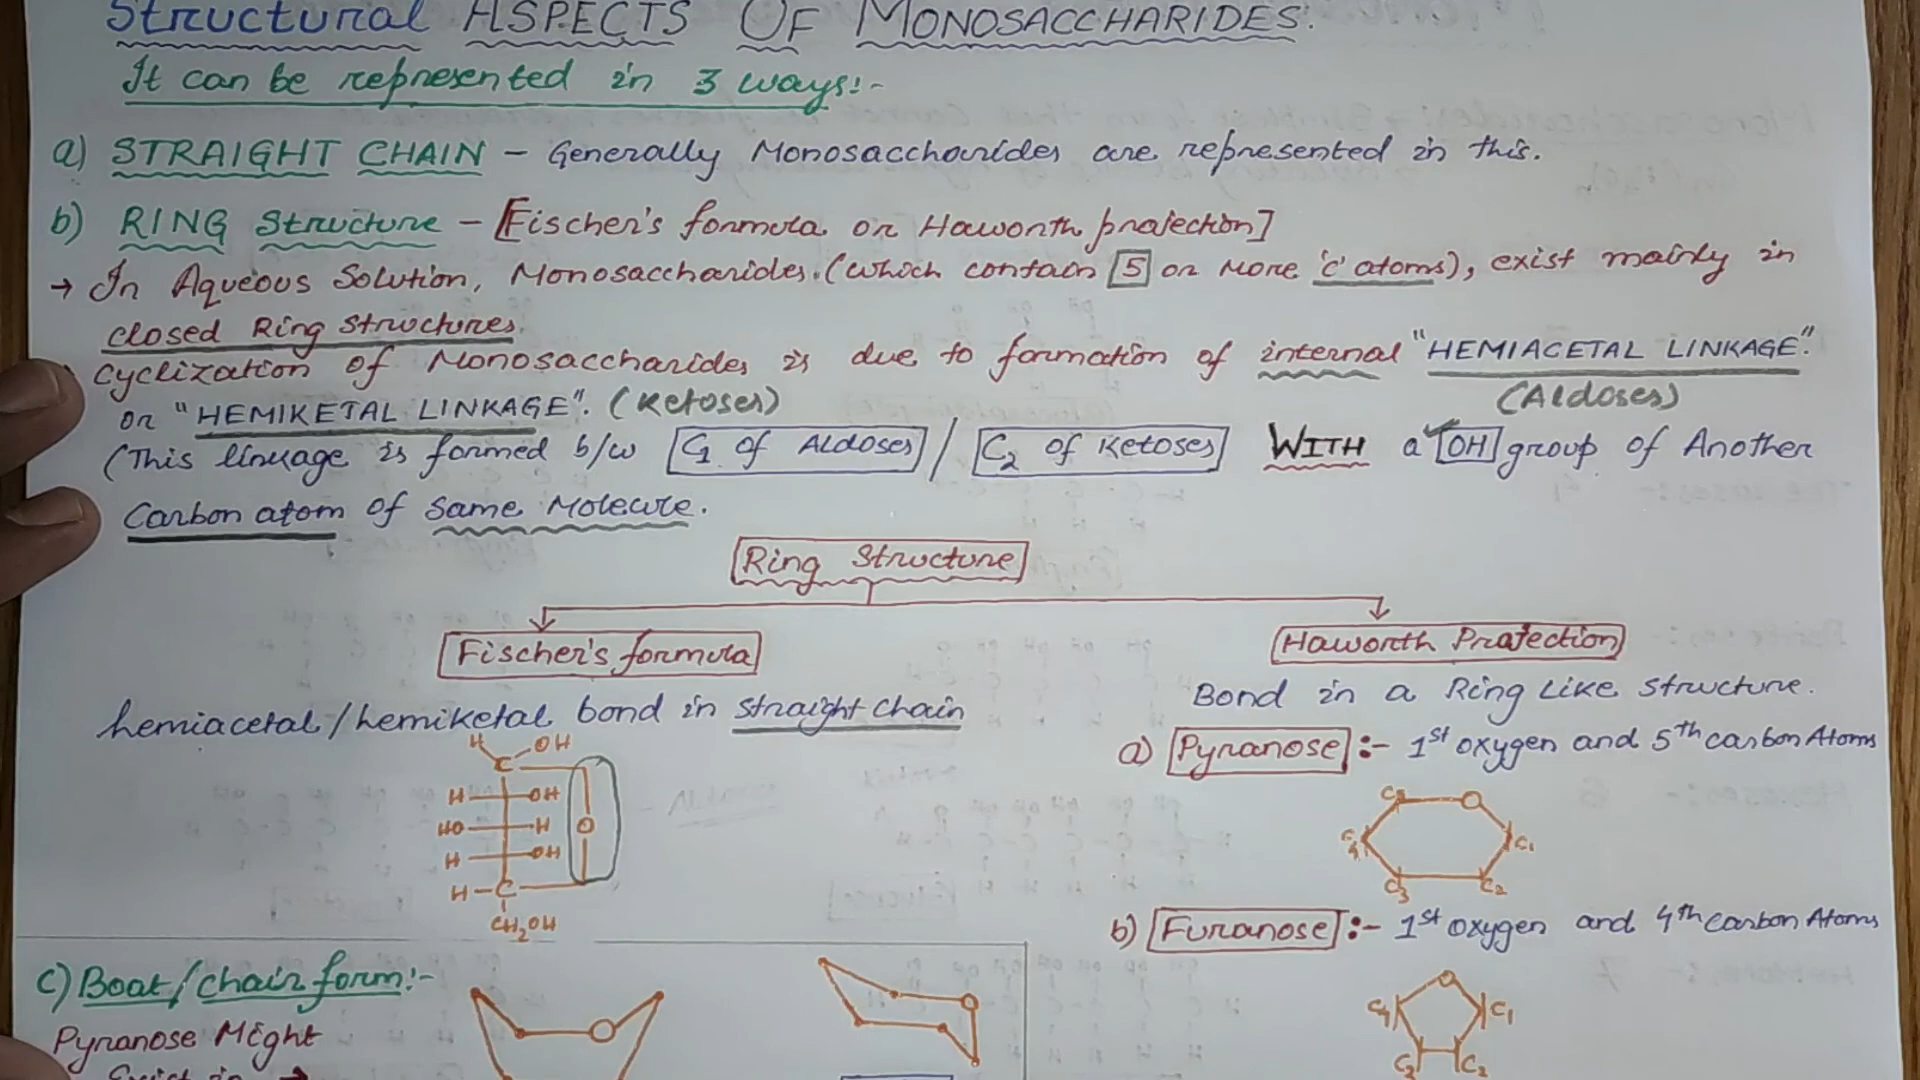 Structural ASPECTS OF MONOSACCHARIDES:
It can be represented in 3 ways:-
a) STRAIGHT CHAIN - Generally Monosaccharides are represented in this.
b) RING Structure - [Fischer's formula or Haworth projection]
→ In Aqueous Solution, Monosaccharides (which contain 5 or more 'C' atoms), exist mainly in
closed Ring structures.
cyclization of Monosaccharides is due to formation of internal "HEMIACETAL LINKAGE".
(Aldoses)
or "HEMIKETAL LINKAGE". (Ketoses)
(This linkage is formed b/w C1 of Aldoses / C2 of Ketoses WITH a OH group of Another
Carbon atom of Same Molecule.
Ring Structure
Fischer's formula
Haworth Projection
hemiacetal/hemiketal bond in straight chain
Bond in a Ring Like structure.
a) Pyranose :- 1st oxygen and 5th carbon Atoms
H OH
C
H OH
HO H O
H OH
H-C
CH2OH
C5 O
C4 C1
C3 C2
b) Furanose :- 1st oxygen and 4th carbon Atoms
C4 C1
C3 C2
c) Boat/chair form:-
Pyranose Might
Exist in →